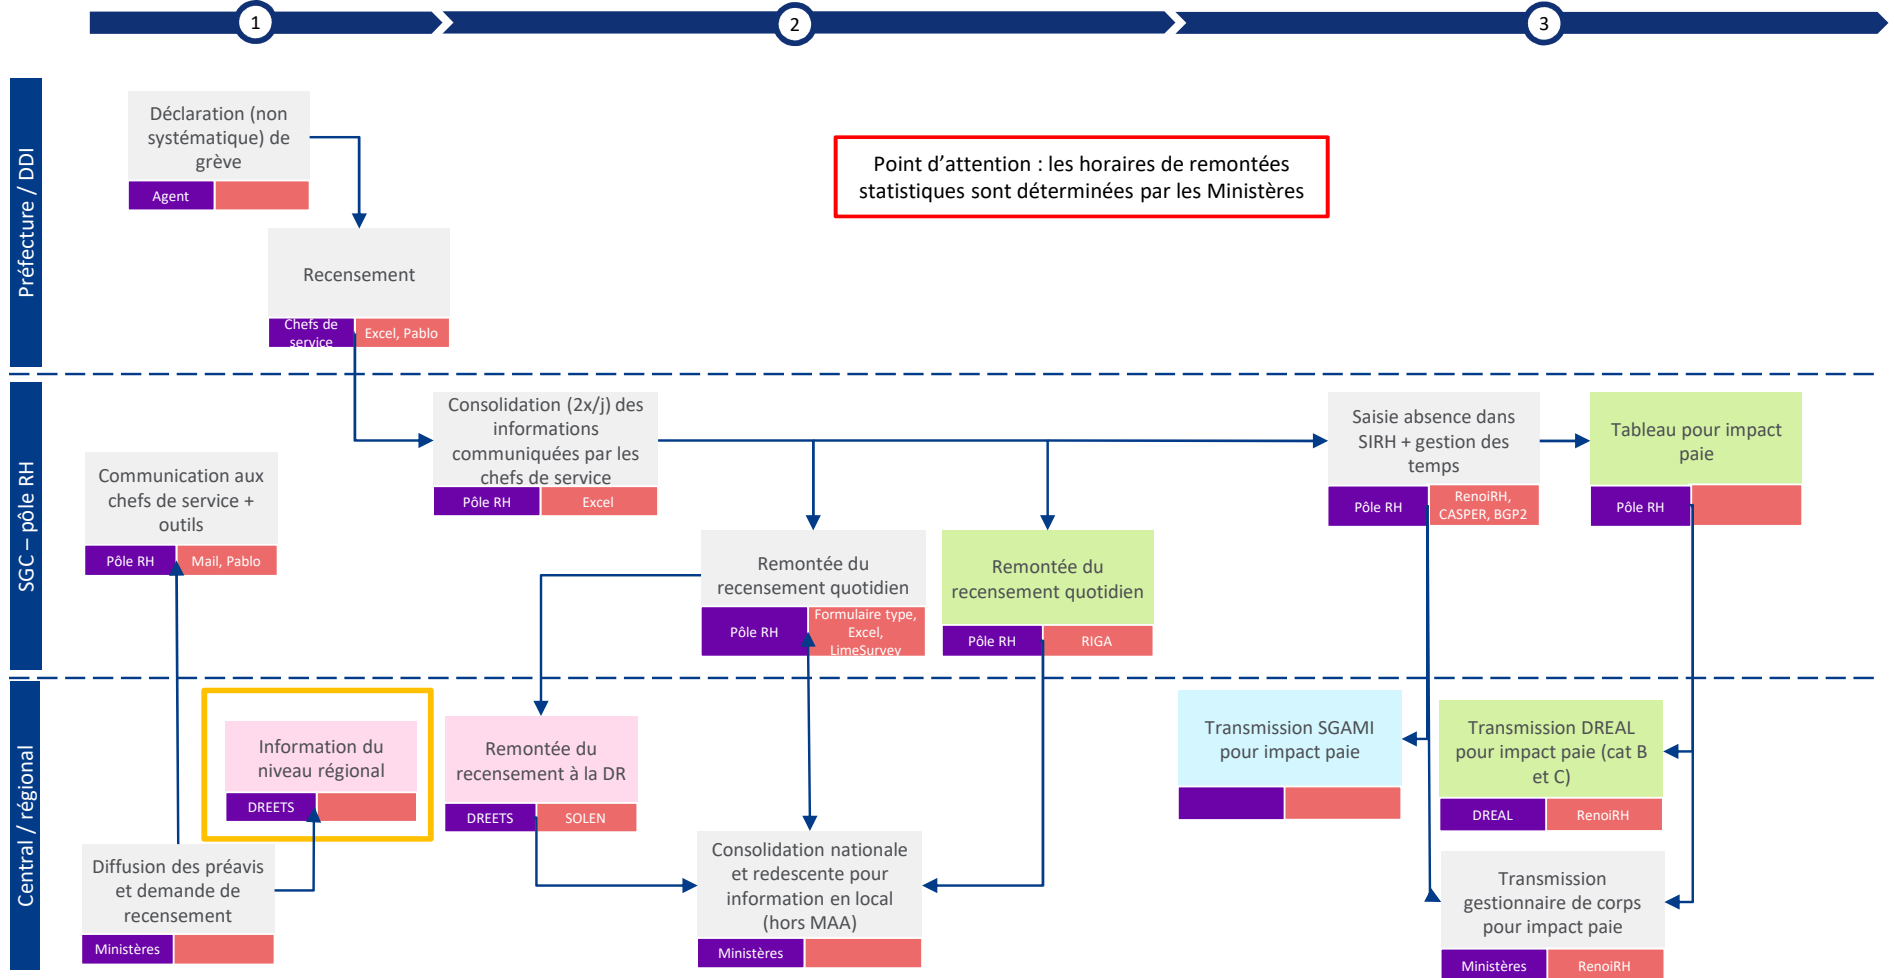 1
2
3
Préfecture / DDI
Déclaration (non
systématique) de
grève
Agent
Point d’attention : les horaires de remontées
statistiques sont déterminées par les Ministères
Recensement
Chefs de
service
Excel, Pablo
SGC – pôle RH
Communication aux
chefs de service +
outils
Pôle RH
Mail, Pablo
Consolidation (2x/j) des
informations
communiquées par les
chefs de service
Pôle RH
Excel
Remontée du
recensement quotidien
Pôle RH
Formulaire type,
Excel,
LimeSurvey
Remontée du
recensement quotidien
Pôle RH
RIGA
Saisie absence dans
SIRH + gestion des
temps
Pôle RH
RenoiRH,
CASPER, BGP2
Tableau pour impact
paie
Pôle RH
Central / régional
Information du
niveau régional
DREETS
Diffusion des préavis
et demande de
recensement
Ministères
Remontée du
recensement à la DR
DREETS
SOLEN
Consolidation nationale
et redescente pour
information en local
(hors MAA)
Ministères
Transmission SGAMI
pour impact paie
Transmission DREAL
pour impact paie (cat B
et C)
DREAL
RenoiRH
Transmission
gestionnaire de corps
pour impact paie
Ministères
RenoiRH